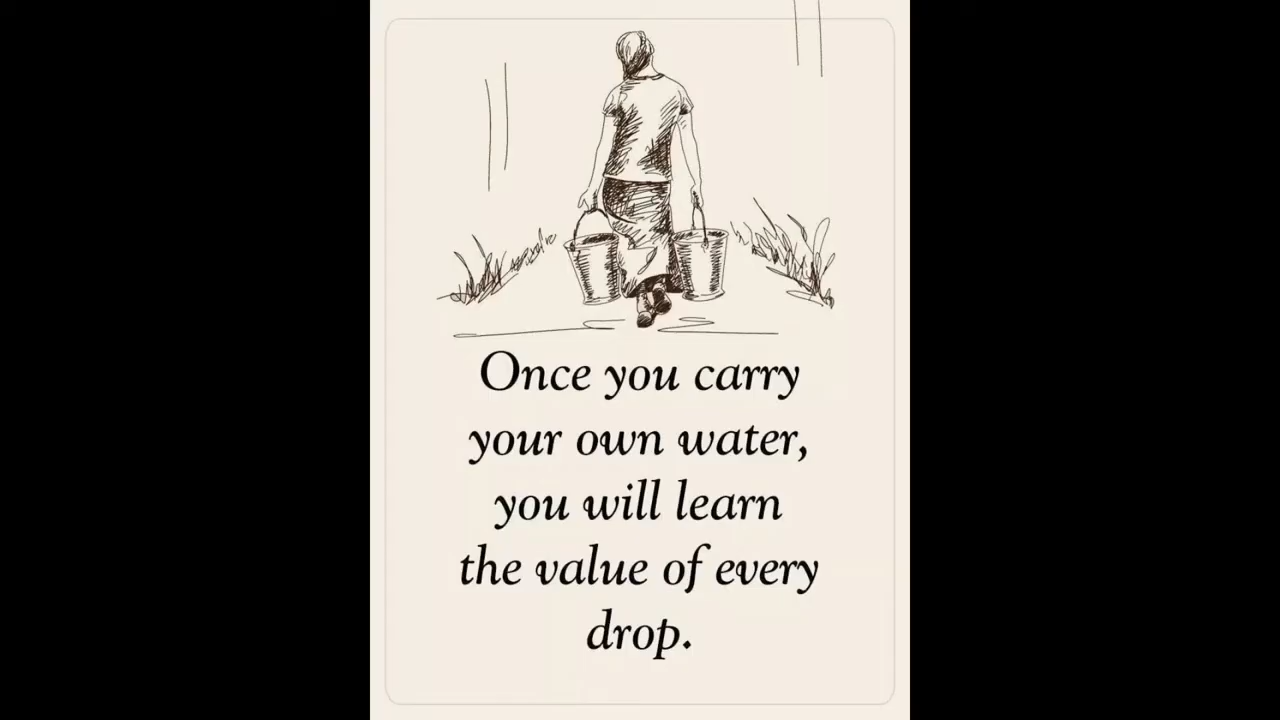 Once you carry
your own water,
you will learn
the value of every
drop.